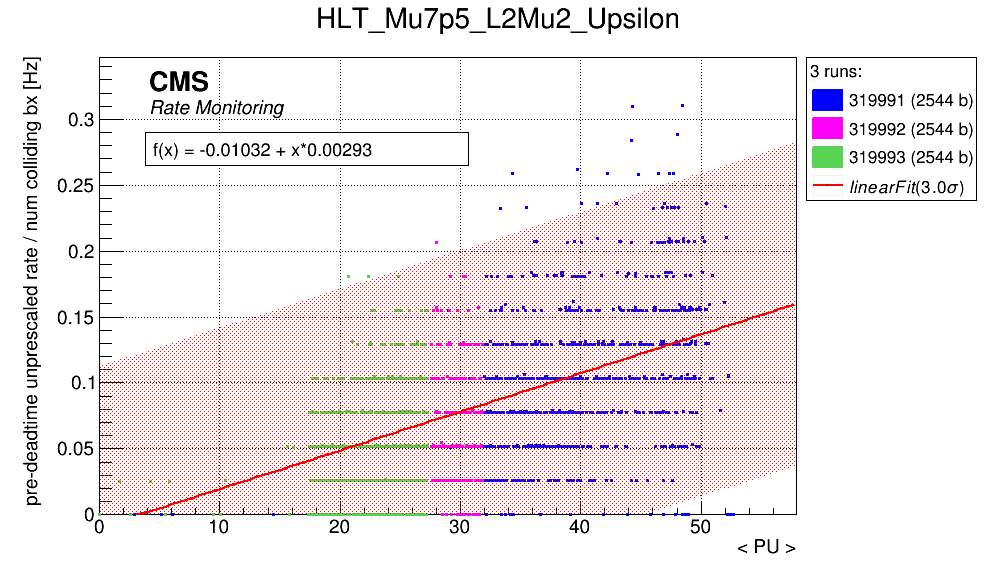 HLT_Mu7p5_L2Mu2_Upsilon
pre-deadtime unprescaled rate / num colliding bx [Hz]
CMS
Rate Monitoring
f(x) = -0.01032 + x*0.00293
0.3
0.25
0.2
0.15
0.1
0.05
0
0 10 20 30 40 50
< PU >
3 runs:
319991 (2544 b)
319992 (2544 b)
319993 (2544 b)
linearFit(3.0σ)